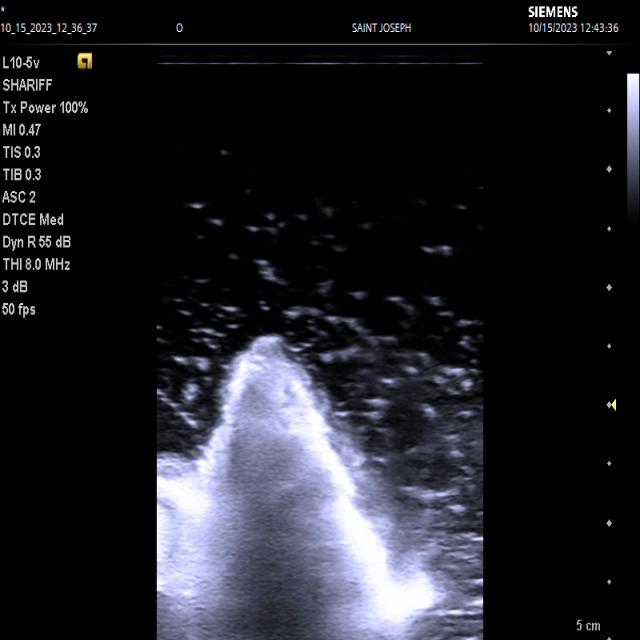 *
SIEMENS
10_15_2023_12_36_37 O SAINT JOSEPH 10/15/2023 12:43:36
L10-5v
SHARIFF
Tx Power 100%
MI 0.47
TIS 0.3
TIB 0.3
ASC 2
DTCE Med
Dyn R 55 dB
THI 8.0 MHz
3 dB
50 fps
5 cm